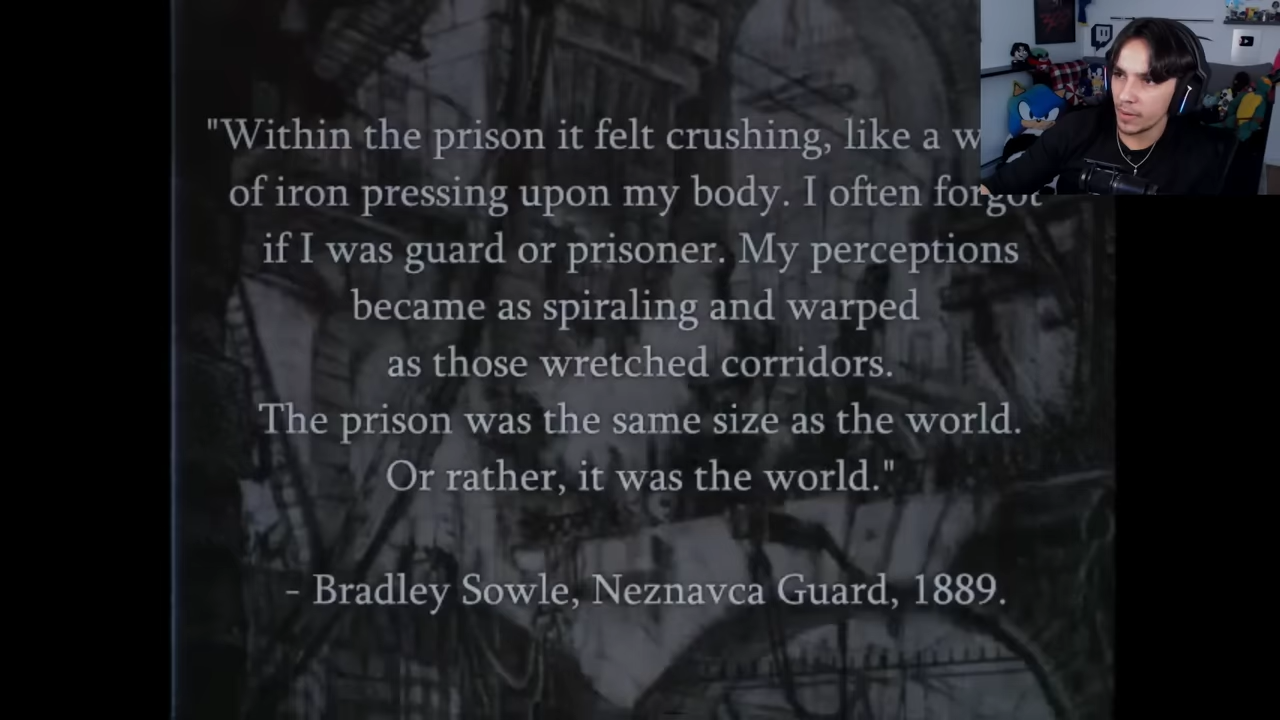 "Within the prison it felt crushing, like a
of iron pressing upon my body. I often forgot
if I was guard or prisoner. My perceptions
became as spiraling and warped
as those wretched corridors.
The prison was the same size as the world.
Or rather, it was the world."
- Bradley Sowle, Neznavca Guard, 1889.